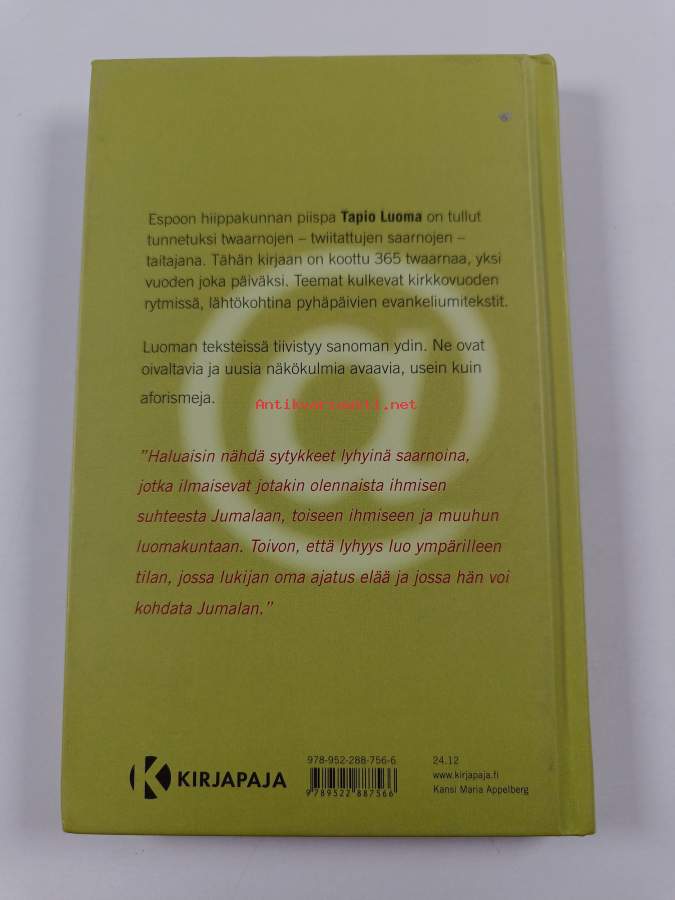 Espoon hiippakunnan piispa Tapio Luoma on tullut
tunnetuksi twaarnojen – twiitattujen saarnojen –
taitajana. Tähän kirjaan on koottu 365 twaarnaa, yksi
vuoden joka päiväksi. Teemat kulkevat kirkkovuoden
rytmissä, lähtökohtina pyhäpäivien evankeliumitekstit.
Luoman teksteissä tiivistyy sanoman ydin. Ne ovat
oivaltavia ja uusia näkökulmia avaavia, usein kuin
aforismeja.
Antikvariaatti.net
@
”Haluaisin nähdä sytykkeet lyhyinä saarnoina,
jotka ilmaisevat jotakin olennaista ihmisen
suhteesta Jumalaan, toiseen ihmiseen ja muuhun
luomakuntaan. Toivon, että lyhyys luo ympärilleen
tilan, jossa lukijan oma ajatus elää ja jossa hän voi
kohdata Jumalan.”
K KIRJAPAJA
978-952-288-756-6
9 789522 887566
24.12
www.kirjapaja.fi
Kansi Maria Appelberg